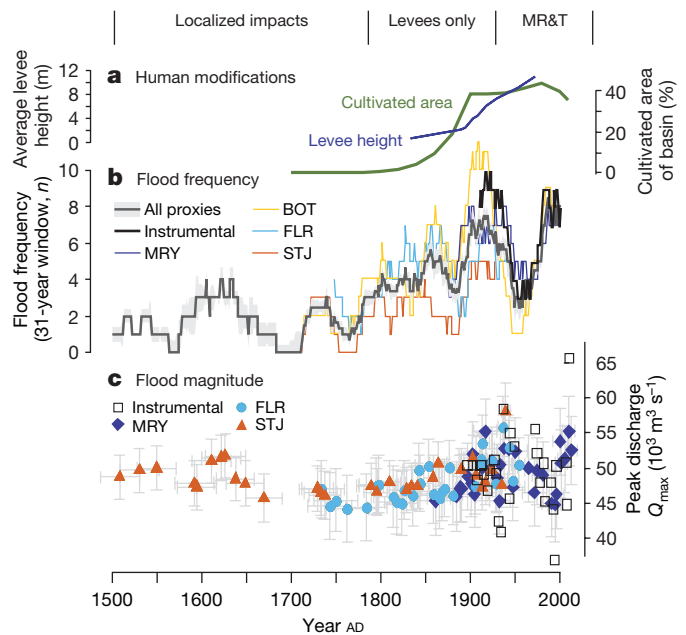 Localized impacts Levees only MR&T
a Human modifications
Average levee height (m)
12
8
4
0
Cultivated area
Levee height
40
20
0
Cultivated area of basin (%)
b Flood frequency
Flood frequency (31-year window, n)
10
8
6
4
2
0
All proxies BOT
Instrumental FLR
MRY STJ
c Flood magnitude
Instrumental FLR
MRY STJ
65
60
55
50
45
40
Peak discharge Qmax (10³ m³ s⁻¹)
1500 1600 1700 1800 1900 2000
Year AD